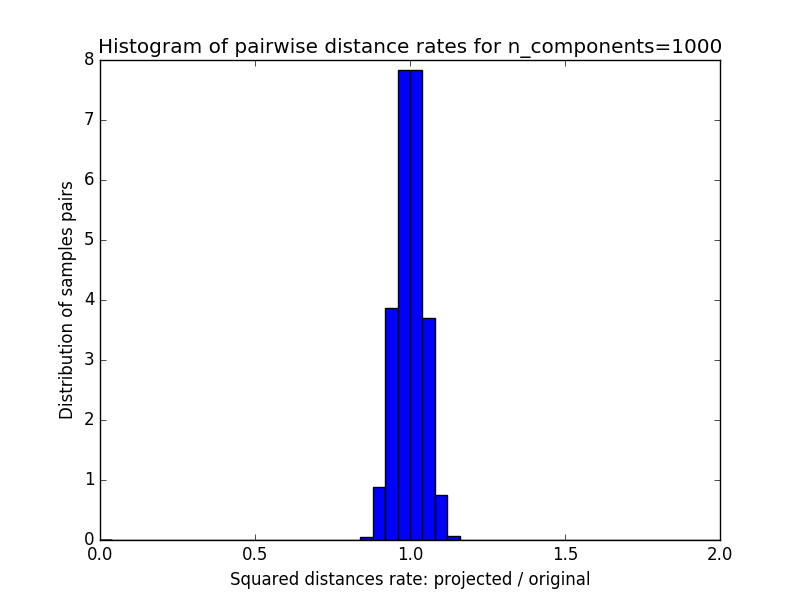 Histogram of pairwise distance rates for n_components=1000
8
7
6
5
4
3
2
1
0
Distribution of samples pairs
0.0 0.5 1.0 1.5 2.0
Squared distances rate: projected / original